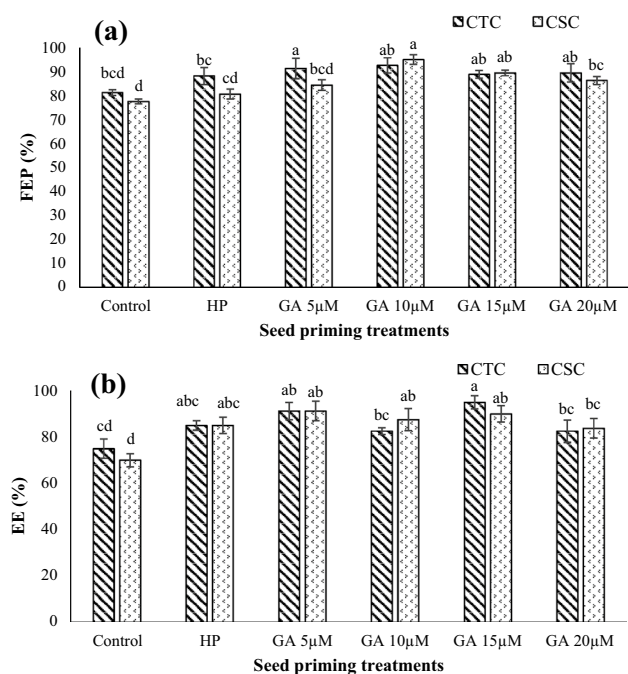 (a)
CTC
CSC
100
90
80
70
60
50
40
30
20
10
0
FEP (%)
bcd
d
bc
cd
a
bcd
ab
a
ab
ab
ab
bc
Control
HP
GA 5µM
GA 10µM
GA 15µM
GA 20µM
Seed priming treatments
(b)
CTC
CSC
100
80
60
40
20
0
EE (%)
cd
d
abc
abc
ab
ab
bc
ab
a
ab
bc
bc
Control
HP
GA 5µM
GA 10µM
GA 15µM
GA 20µM
Seed priming treatments